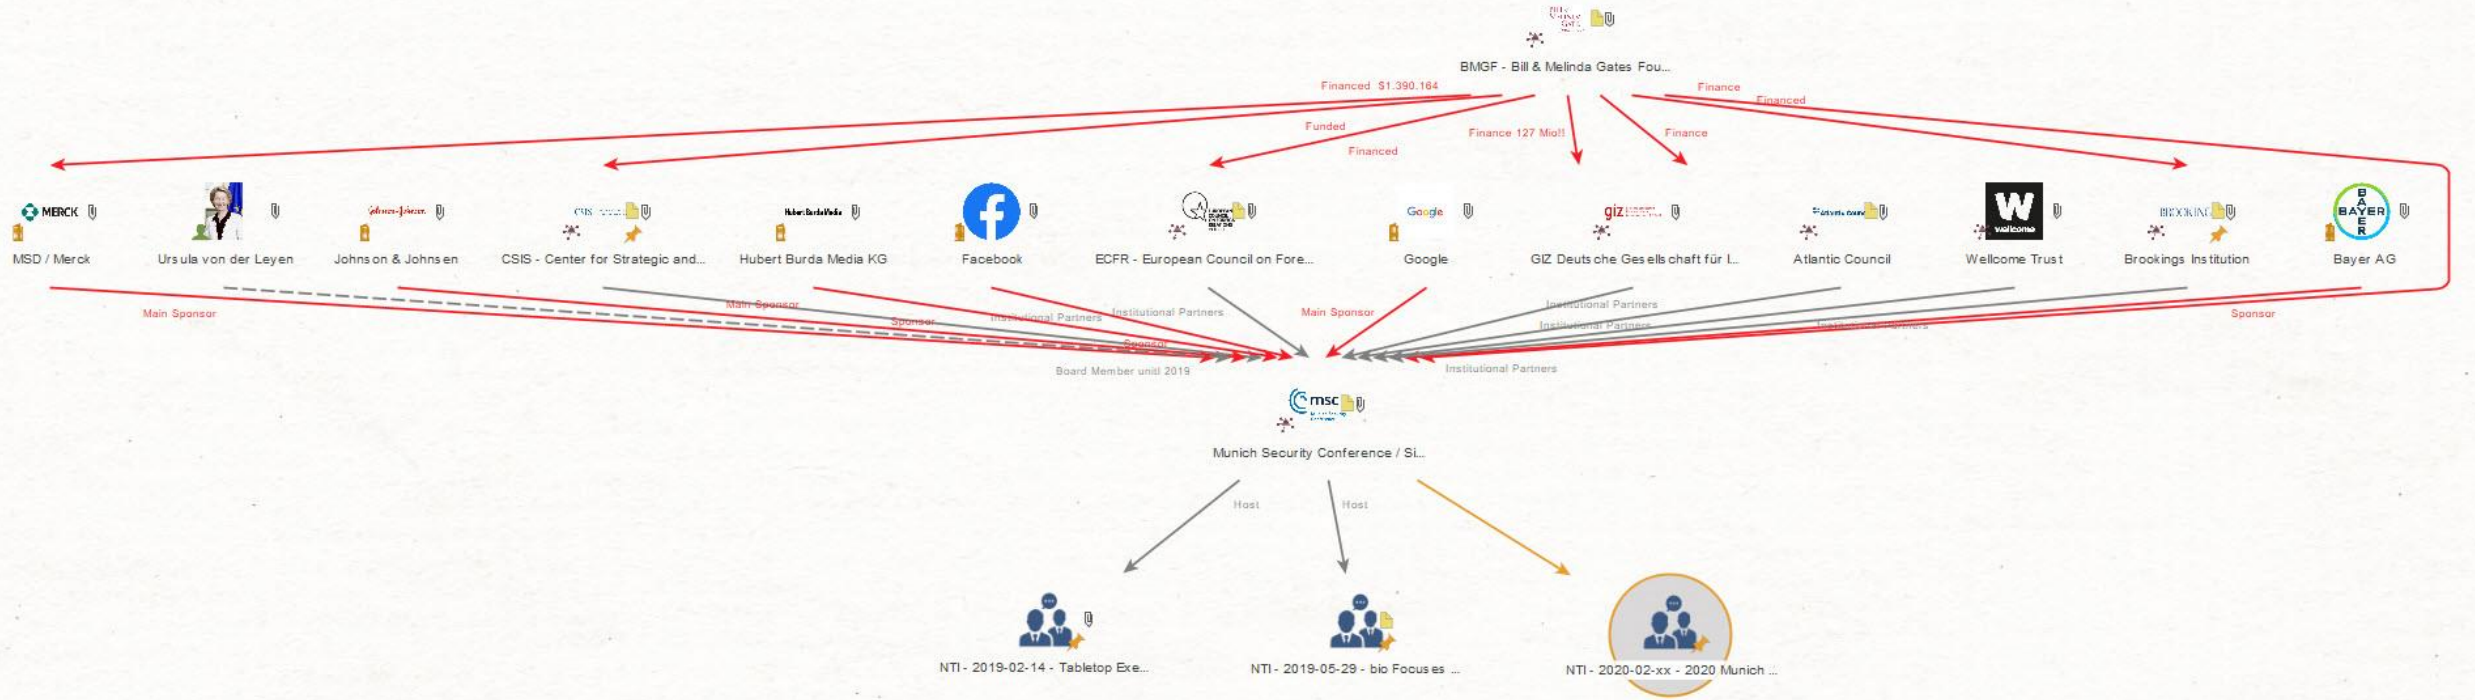 BMGF - Bill & Melinda Gates Fou...
Financed $1.390.164
Finance
Financed
Funded
Finance 127 Mio!!
Finance
Financed
MERCK
Google
giz
W
wellcome
BAYER
BAYER
MSD / Merck
Ursula von der Leyen
Johnson & Johnsen
CSIS - Center for Strategic and...
Hubert Burda Media KG
Facebook
ECFR - European Council on Fore...
Google
GIZ Deutsche Gesellschaft für I...
Atlantic Council
Wellcome Trust
Brookings Institution
Bayer AG
Main Sponsor
Main Sponsor
Sponsor
Institutional Partners
Institutional Partners
Sponsor
Main Sponsor
Institutional Partners
Institutional Partners
Institutional Partners
Sponsor
Board Member unitl 2019
Institutional Partners
msc
Munich Security Conference / Si...
Host
Host
NTI - 2019-02-14 - Tabletop Exe...
NTI - 2019-05-29 - bio Focuses ...
NTI - 2020-02-xx - 2020 Munich ...